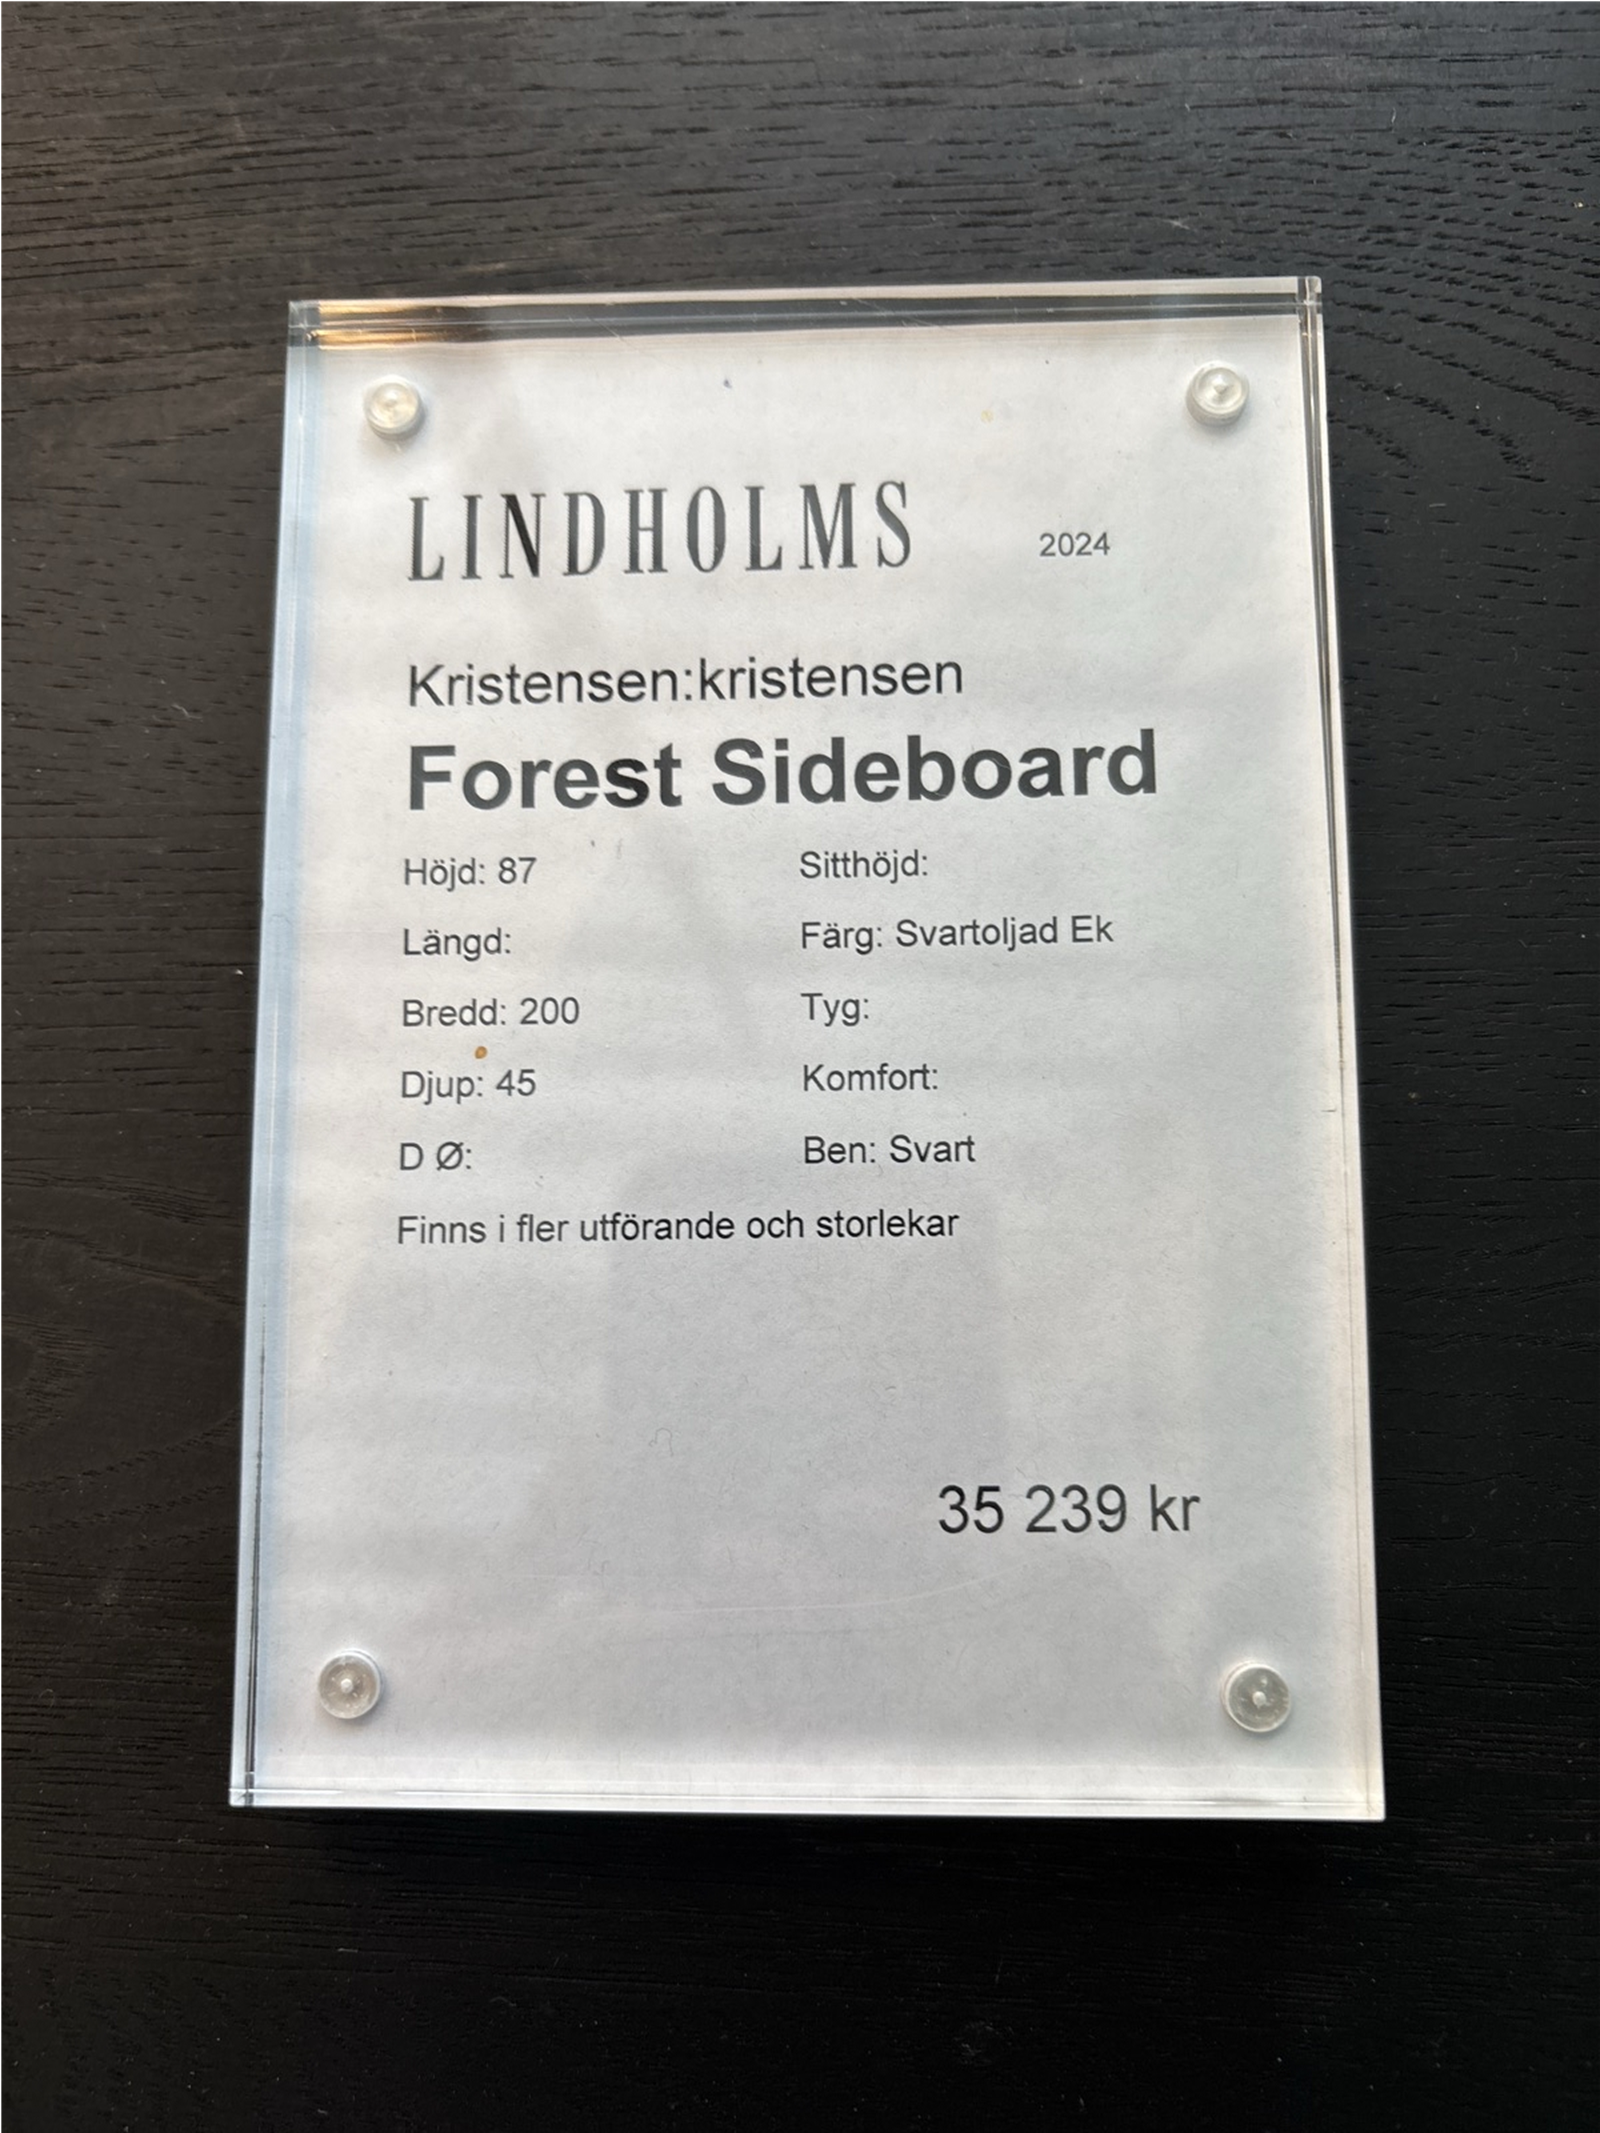 LINDHOLMS 2024
Kristensen:kristensen
Forest Sideboard
Höjd: 87 Sitthöjd:
Längd: Färg: Svartoljad Ek
Bredd: 200 Tyg:
Djup: 45 Komfort:
D Ø: Ben: Svart
Finns i fler utförande och storlekar
35 239 kr